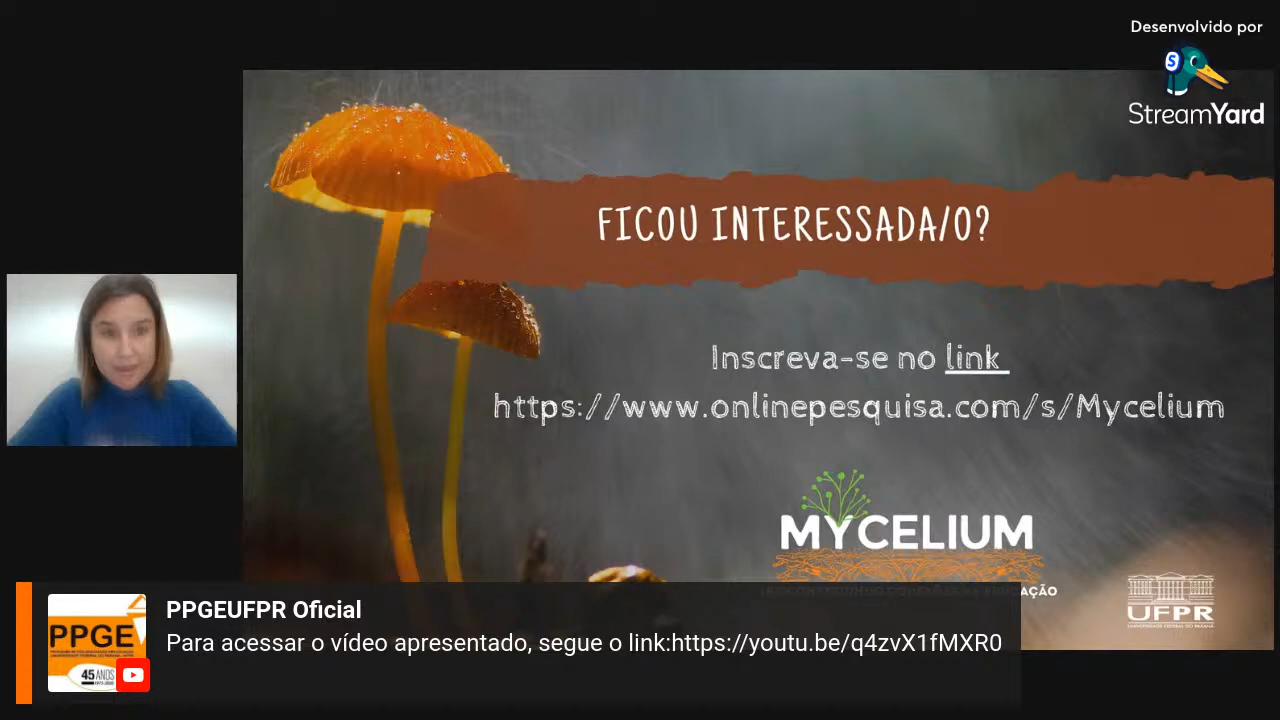 Desenvolvido por
StreamYard
FICOU INTERESSADA/O?
Inscreva-se no link
https://www.onlinepesquisa.com/s/Mycelium
MYCELIUM
AÇÃO
UFPR
PPGEUFPR Oficial
Para acessar o vídeo apresentado, segue o link:https://youtu.be/q4zvX1fMXR0
PPGE
45 ANOS